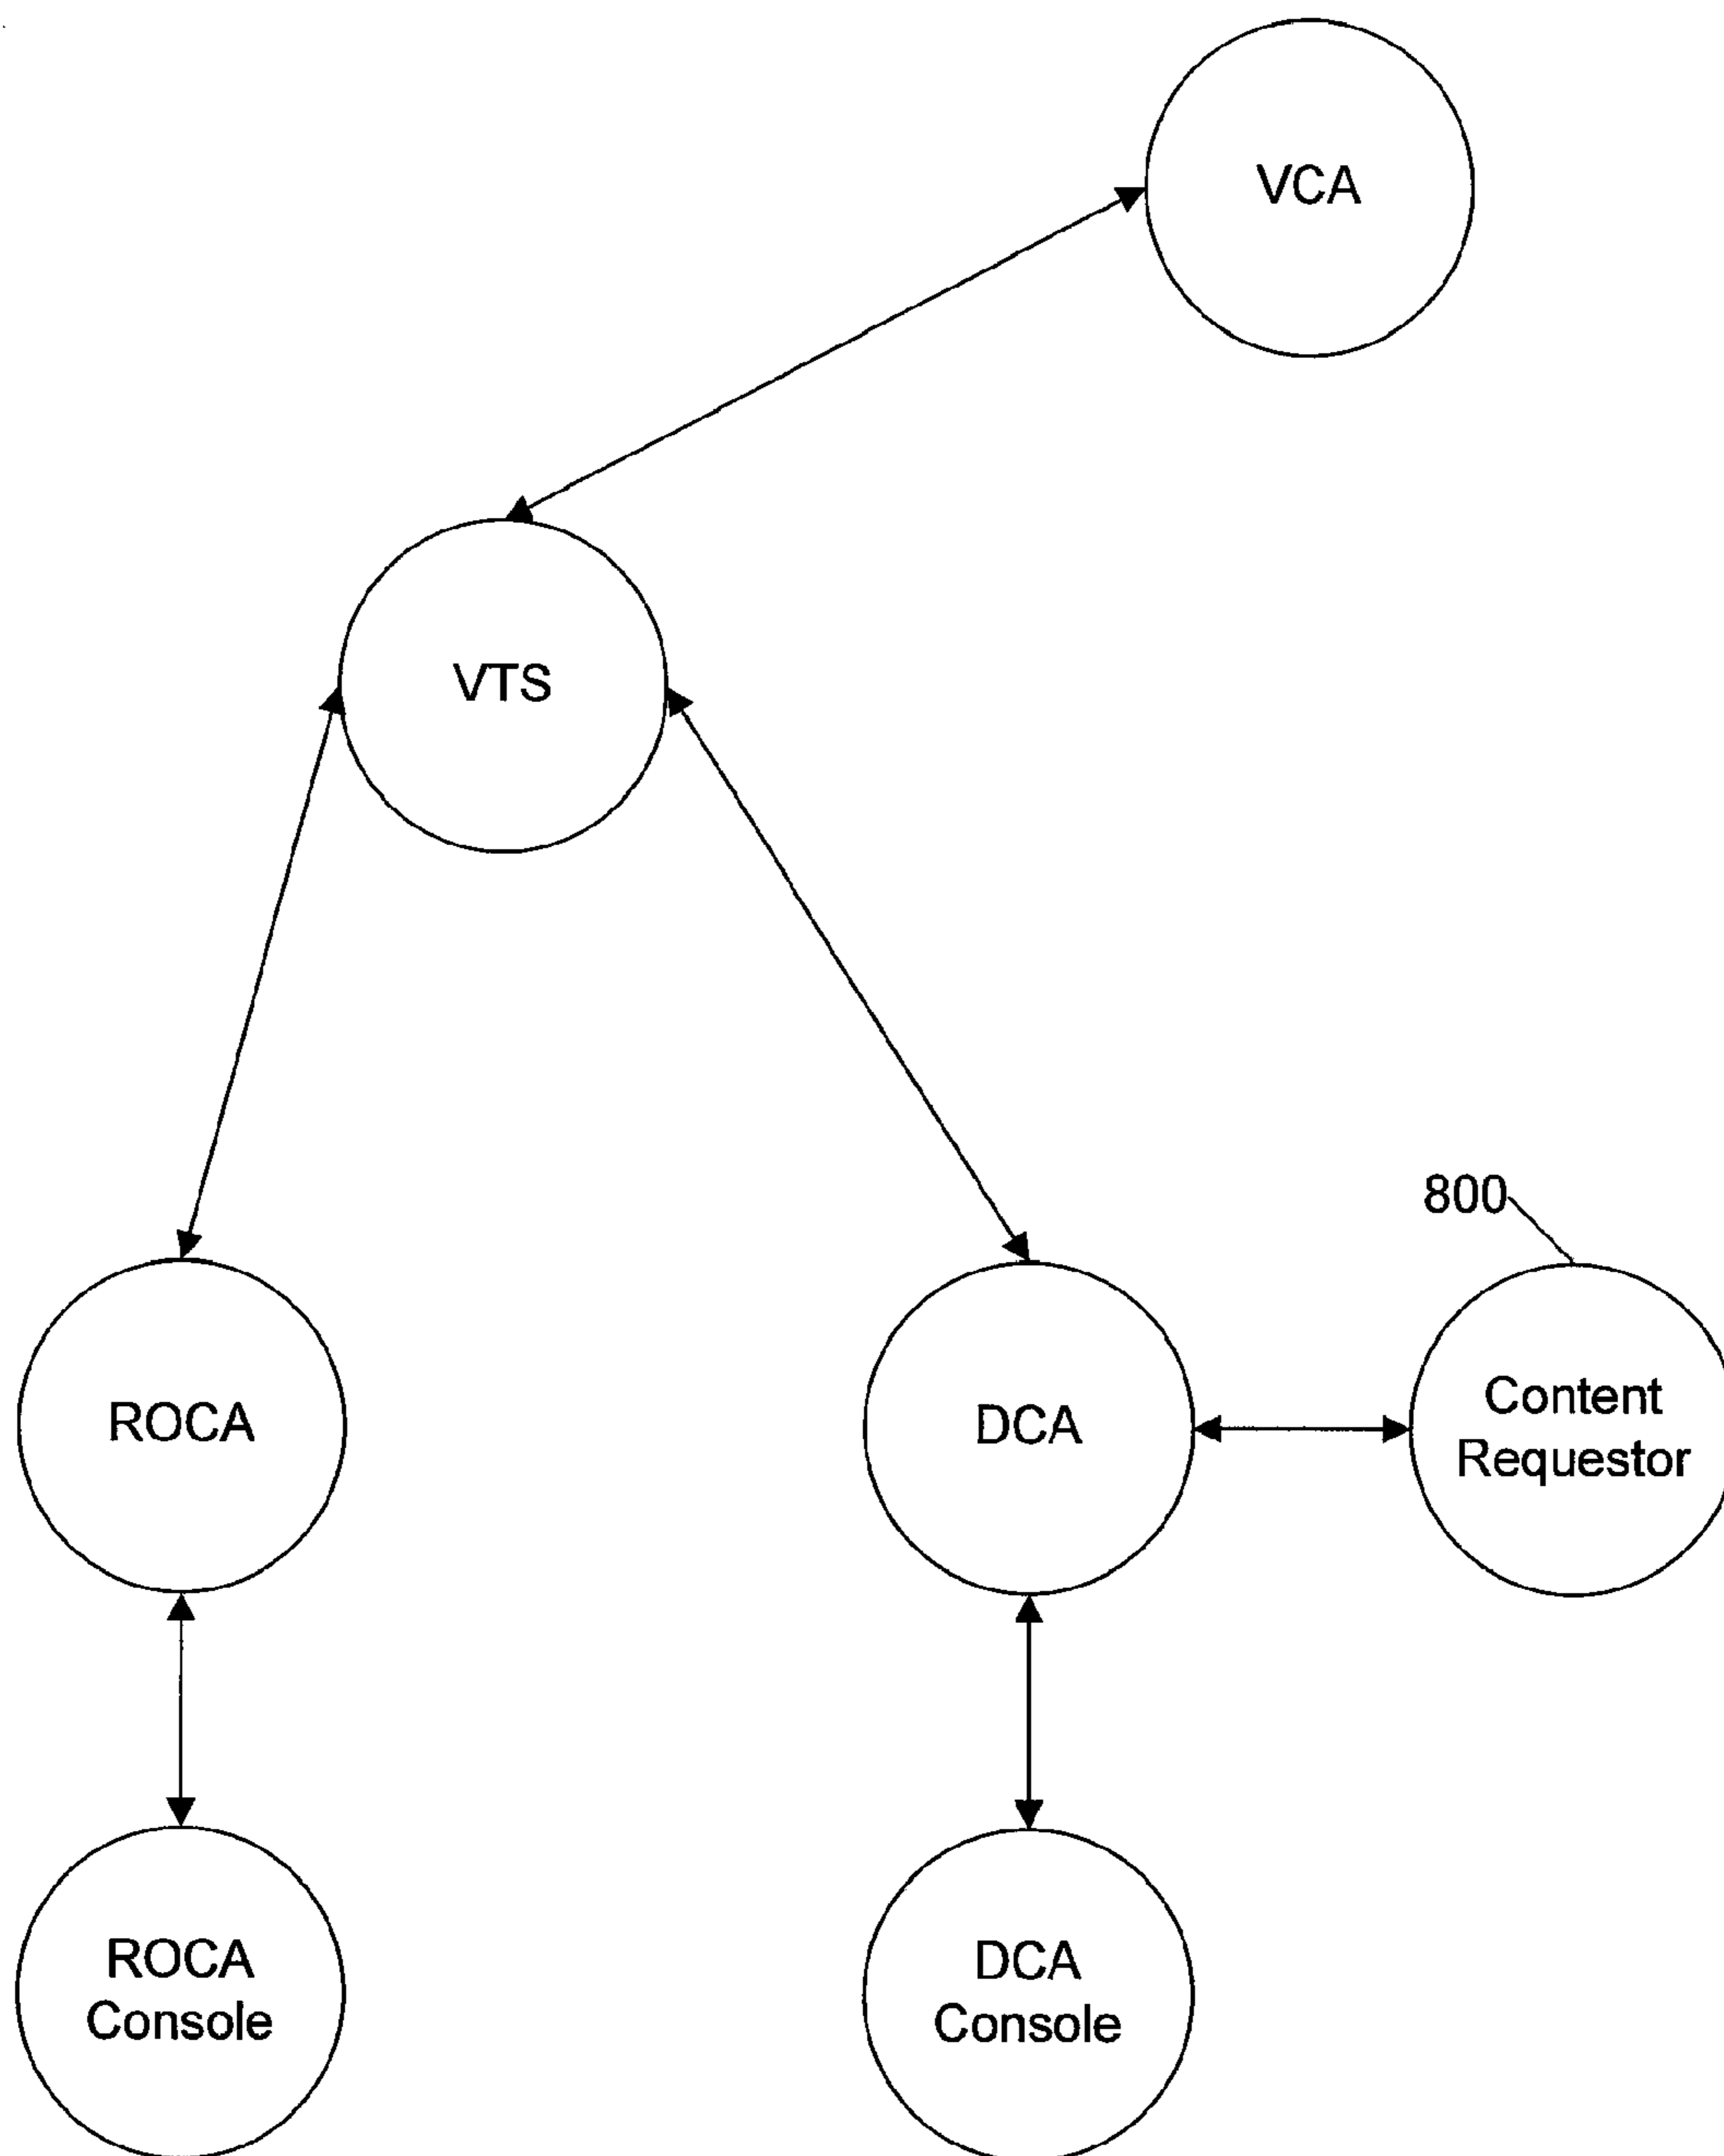 VCA
VTS
800
ROCA
DCA
Content
Requestor
ROCA
Console
DCA
Console